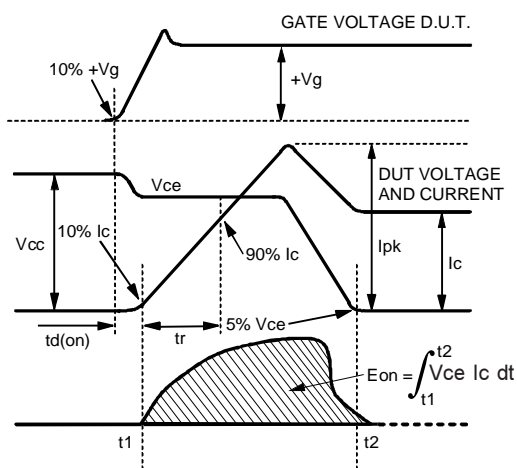 GATE VOLTAGE D.U.T.
10% +Vg
+Vg
Vce
DUT VOLTAGE
AND CURRENT
Vcc
10% Ic
90% Ic
Ipk
Ic
td(on)
tr
5% Vce
Eon = ∫ Vce Ic dt
t2
t1
t1
t2